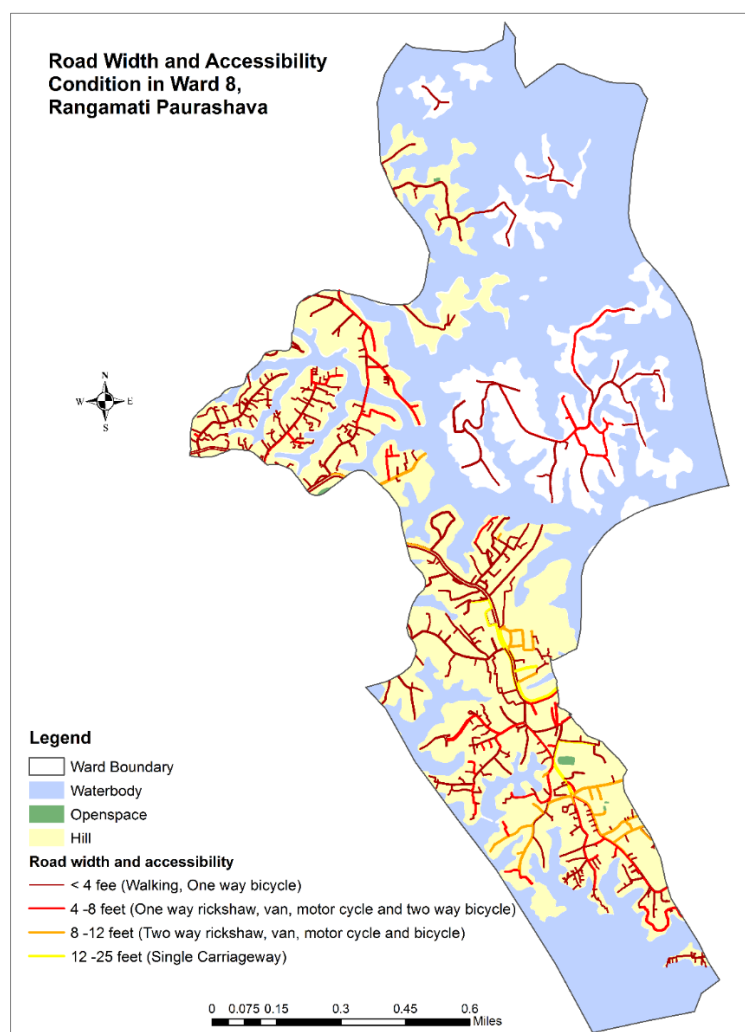 Road Width and Accessibility
Condition in Ward 8,
Rangamati Paurashava
N
W E
S
Legend
Ward Boundary
Waterbody
Openspace
Hill
Road width and accessibility
< 4 fee (Walking, One way bicycle)
4 -8 feet (One way rickshaw, van, motor cycle and two way bicycle)
8 -12 feet (Two way rickshaw, van, motor cycle and bicycle)
12 -25 feet (Single Carriageway)
0 0.075 0.15 0.3 0.45 0.6
Miles